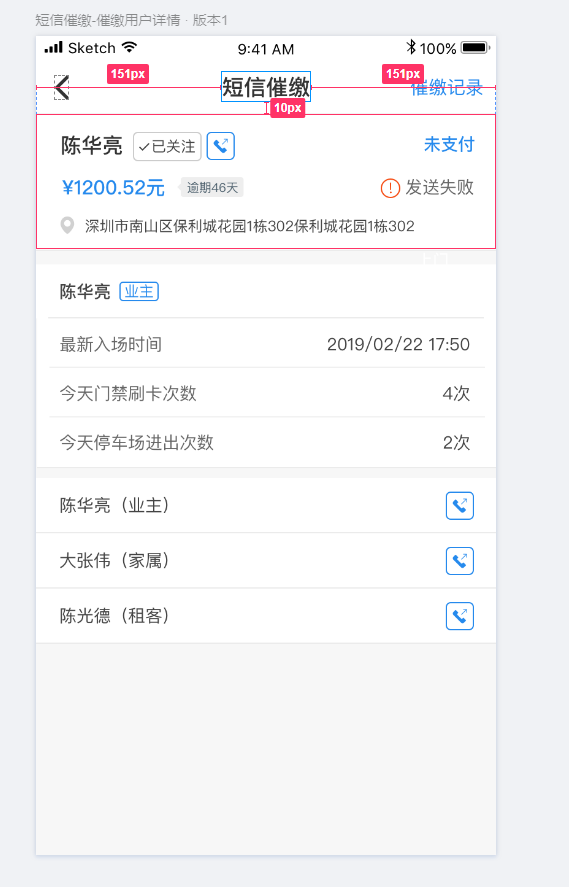 短信催缴-催缴用户详情 · 版本1
Sketch 9:41 AM 100%
151px 151px
短信催缴 催缴记录
10px
陈华亮 已关注 未支付
¥1200.52元 逾期46天 发送失败
深圳市南山区保利城花园1栋302保利城花园1栋302
陈华亮 业主
最新入场时间 2019/02/22 17:50
今天门禁刷卡次数 4次
今天停车场进出次数 2次
陈华亮（业主）
大张伟（家属）
陈光德（租客）